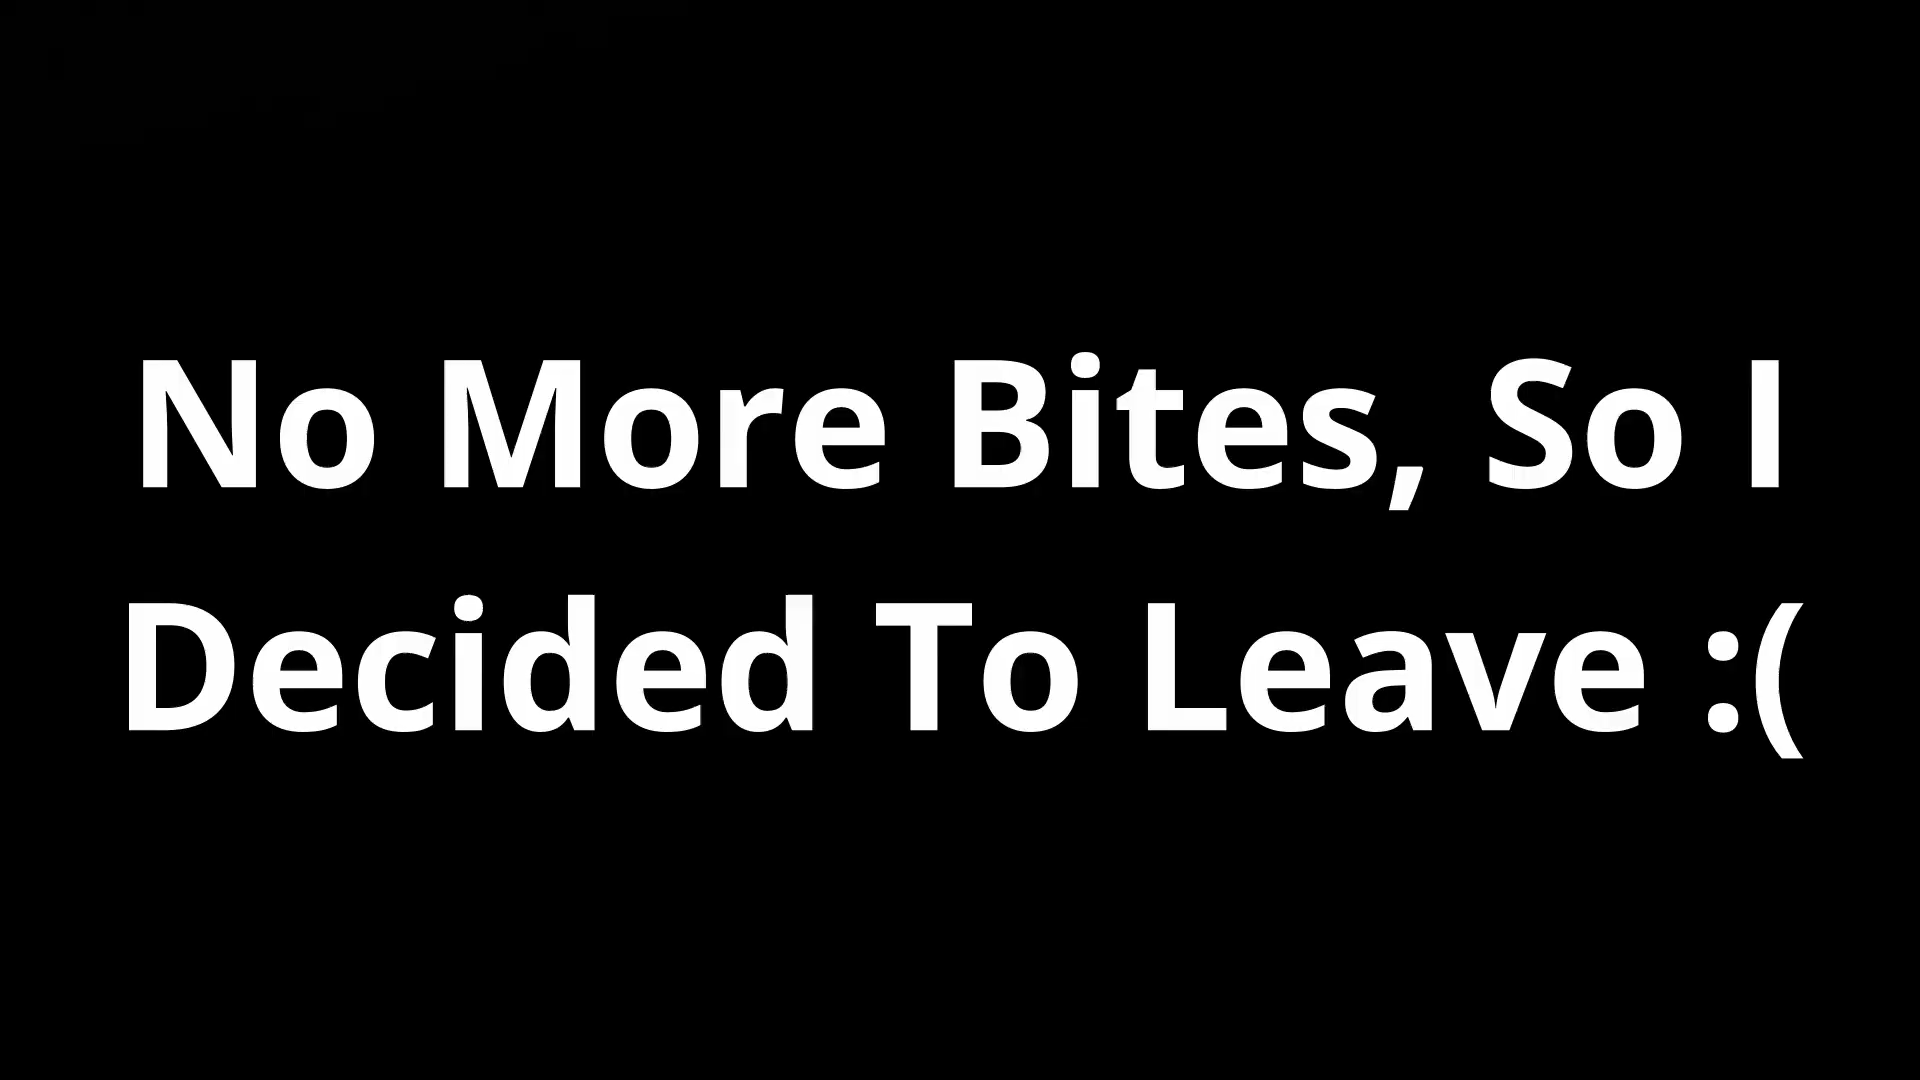 No More Bites, So I
Decided To Leave :(